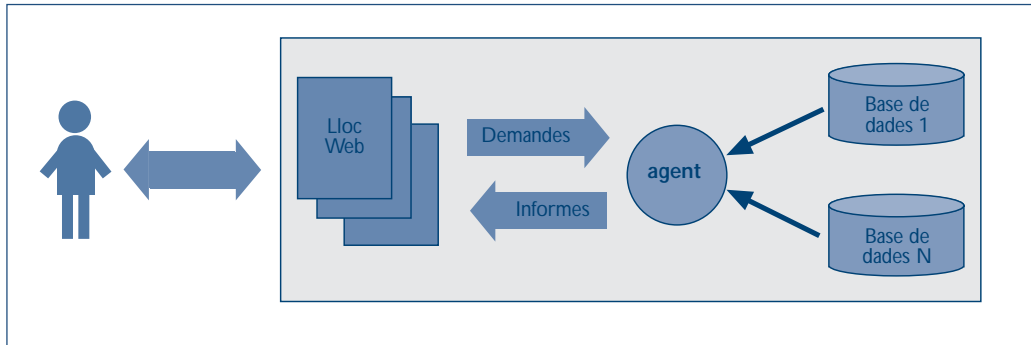 Lloc
Web
Demandes
Informes
agent
Base de
dades 1
Base de
dades N